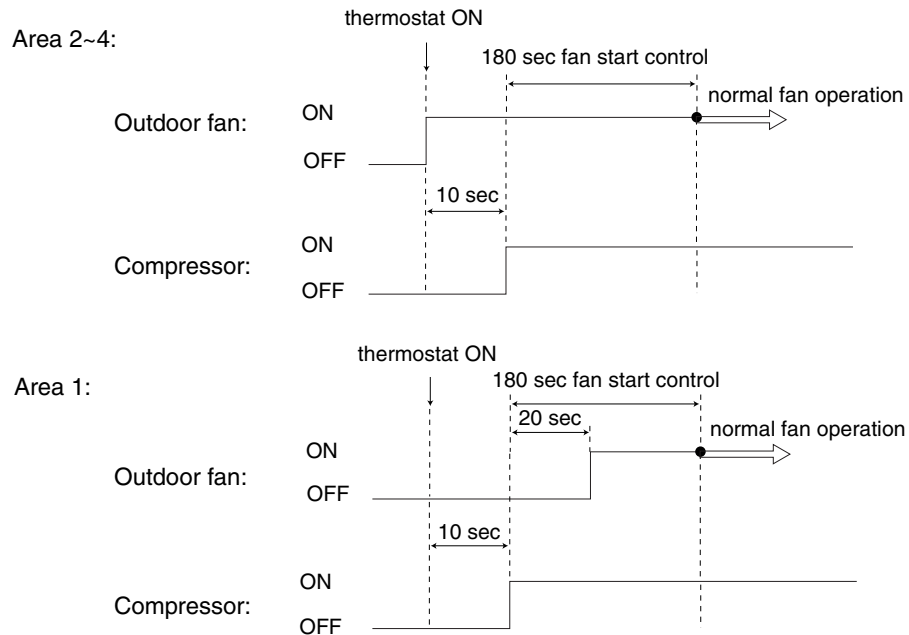 thermostat ON
Area 2~4:
180 sec fan start control
normal fan operation
Outdoor fan:
ON
OFF
10 sec
Compressor:
ON
OFF
thermostat ON
Area 1:
180 sec fan start control
20 sec
normal fan operation
Outdoor fan:
ON
OFF
10 sec
Compressor:
ON
OFF